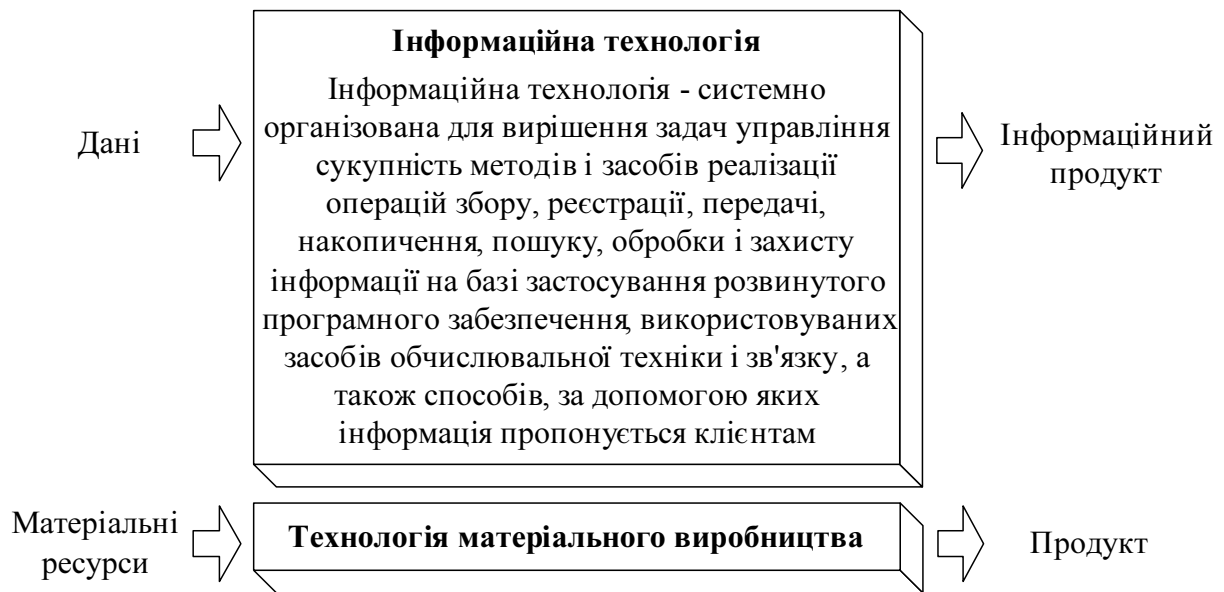 Інформаційна технологія
Інформаційна технологія - системно
організована для вирішення задач управління
сукупність методів і засобів реалізації
операцій збору, реєстрації, передачі,
накопичення, пошуку, обробки і захисту
інформації на базі застосування розвинутого
програмного забезпечення, використовуваних
засобів обчислювальної техніки і зв'язку, а
також способів, за допомогою яких
інформація пропонується клієнтам
Дані
Інформаційний
продукт
Матеріальні
ресурси
Технологія матеріального виробництва
Продукт